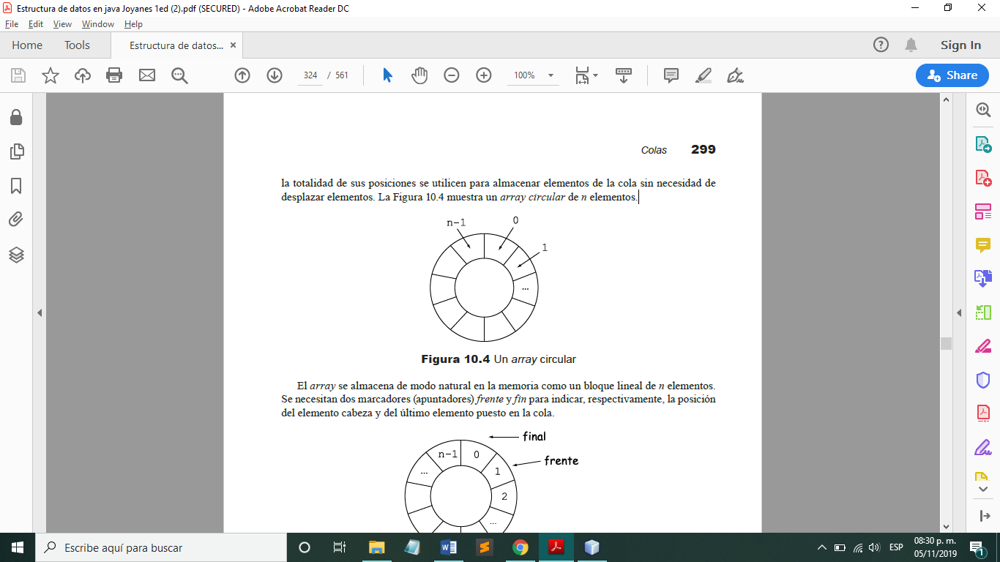 Estructura de datos en java Joyanes 1ed (2).pdf (SECURED) - Adobe Acrobat Reader DC
File Edit View Window Help
Home Tools Estructura de datos... × Sign In
324 / 561 100% Share
Colas 299
la totalidad de sus posiciones se utilicen para almacenar elementos de la cola sin necesidad de
desplazar elementos. La Figura 10.4 muestra un array circular de n elementos.
n-1 0
1
...
Figura 10.4 Un array circular
El array se almacena de modo natural en la memoria como un bloque lineal de n elementos.
Se necesitan dos marcadores (apuntadores) frente y fin para indicar, respectivamente, la posición
del elemento cabeza y del último elemento puesto en la cola.
final
n-1 0
frente
... 1
2
...
Escribe aquí para buscar
ESP
08:30 p. m.
05/11/2019
1